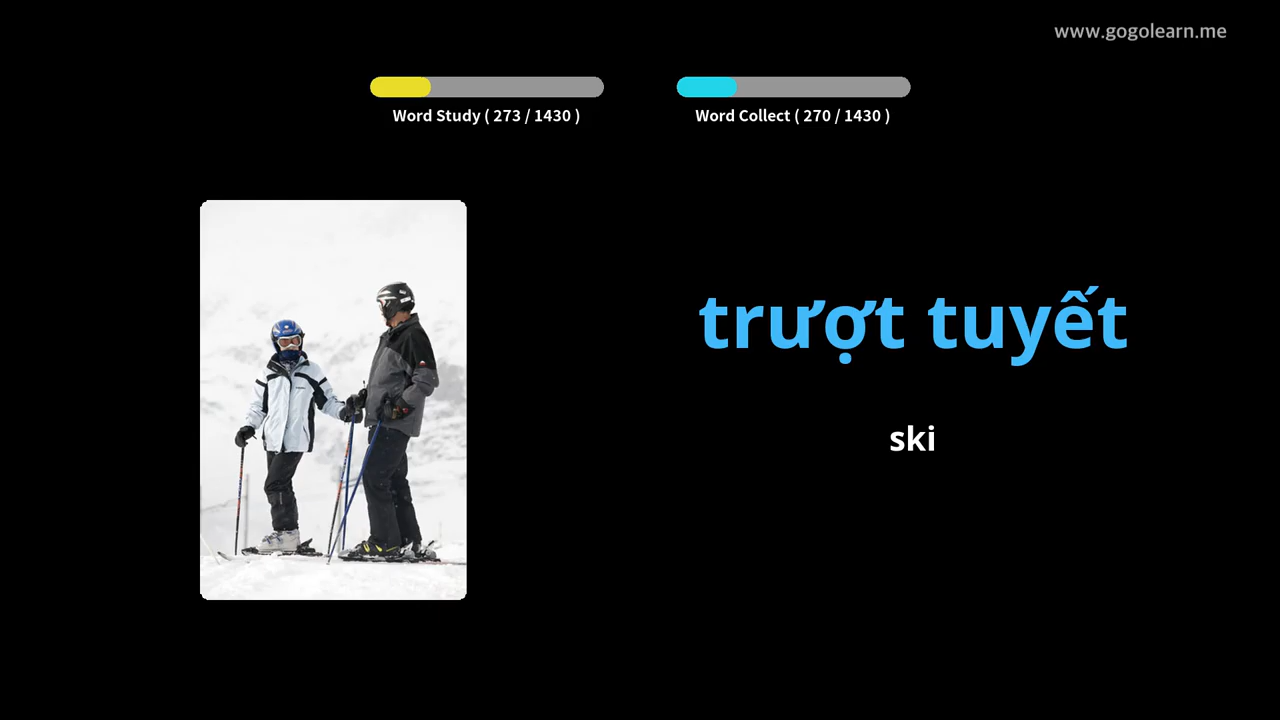 www.gogolearn.me
Word Study ( 273 / 1430 )
Word Collect ( 270 / 1430 )
trượt tuyết
ski